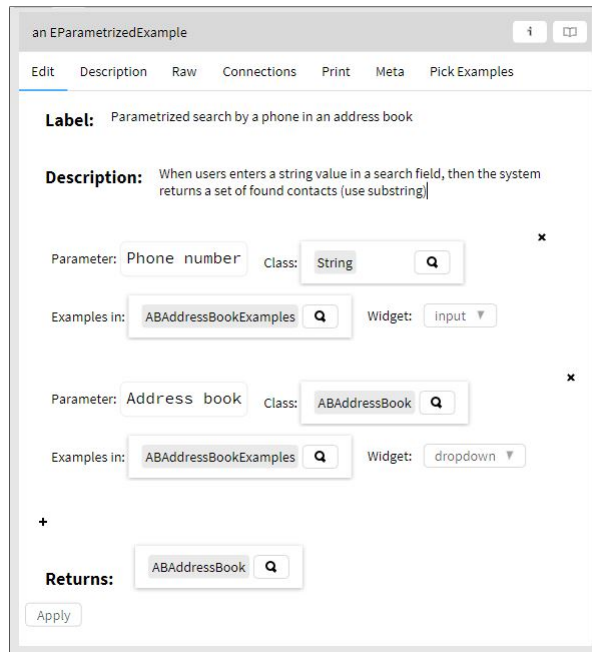 an EParametrizedExample i
Edit Description Raw Connections Print Meta Pick Examples
Label: Parametrized search by a phone in an address book
Description: When users enters a string value in a search field, then the system
returns a set of found contacts (use substring)
Parameter: Phone number Class: String
Examples in: ABAddressBookExamples Widget: input
Parameter: Address book Class: ABAddressBook
Examples in: ABAddressBookExamples Widget: dropdown
+
Returns: ABAddressBook
Apply